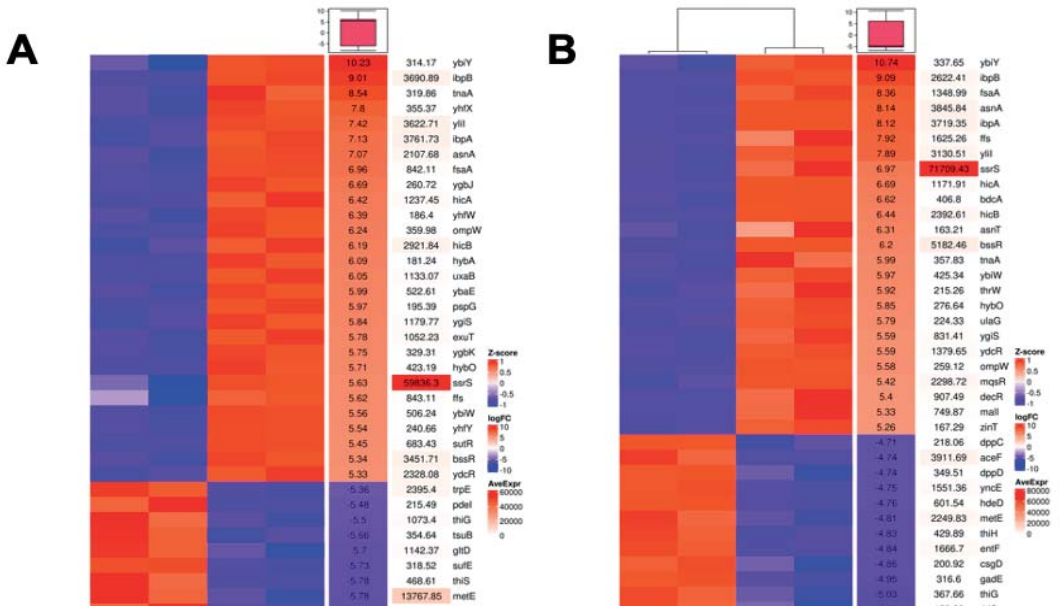 A
10
5
0
-5
10.23 314.17 ybiY
9.01 3690.89 ibpB
8.54 319.86 tnaA
7.8 355.37 yhfX
7.42 3622.71 yliI
7.13 3761.73 ibpA
7.07 2107.68 asnA
6.96 842.11 fsaA
6.69 260.72 ygbJ
6.42 1237.45 hicA
6.39 186.4 yhfW
6.24 359.98 ompW
6.19 2921.84 hicB
6.09 181.24 hybA
6.05 1133.07 uxaB
5.99 522.61 ybaE
5.97 195.39 pspG
5.84 1179.77 ygiS
5.78 1052.23 exuT
5.75 329.31 ygbK
5.71 423.19 hybO
5.63 59836.3 ssrS
5.62 843.11 ffs
5.56 506.24 ybiW
5.54 240.66 yhfY
5.45 683.43 sutR
5.34 3451.71 bssR
5.33 2328.08 ydcR
-5.36 2395.4 trpE
-5.48 215.49 pdeI
-5.5 1073.4 thiG
-5.66 354.64 tsuB
5.7 1142.37 gltD
-5.73 318.52 sufE
-5.78 468.61 thiS
-5.78 13767.85 metE
Z-score
1
0.5
0
-0.5
-1
logFC
10
5
0
-5
-10
AveExpr
60000
40000
20000
0
B
10
5
0
-5
10.74 337.65 ybiY
9.09 2622.41 ibpB
8.36 1348.99 fsaA
8.14 3845.84 asnA
8.12 3719.35 ibpA
7.92 1625.26 ffs
7.89 3130.51 yliI
6.97 71709.43 ssrS
6.69 1171.91 hicA
6.62 406.8 bdcA
6.44 2392.61 hicB
6.31 163.21 asnT
6.2 5182.46 bssR
5.99 357.83 tnaA
5.97 425.34 ybiW
5.92 215.26 thrW
5.85 276.64 hybO
5.79 224.33 ulaG
5.59 831.41 ygiS
5.59 1379.65 ydcR
5.58 259.12 ompW
5.42 2298.72 mqsR
5.4 907.49 decR
5.33 749.87 malI
5.26 167.29 zinT
-4.71 218.06 dppC
-4.74 3911.69 aceF
-4.74 349.51 dppD
-4.75 1551.36 yncE
-4.76 601.54 hdeD
-4.81 2249.83 metE
-4.83 429.89 thiH
-4.84 1666.7 entF
-4.85 200.92 csgD
-4.95 316.6 gadE
-5.03 367.66 thiG
Z-score
1
0.5
0
-0.5
-1
logFC
10
5
0
-5
-10
AveExpr
80000
60000
40000
20000
0